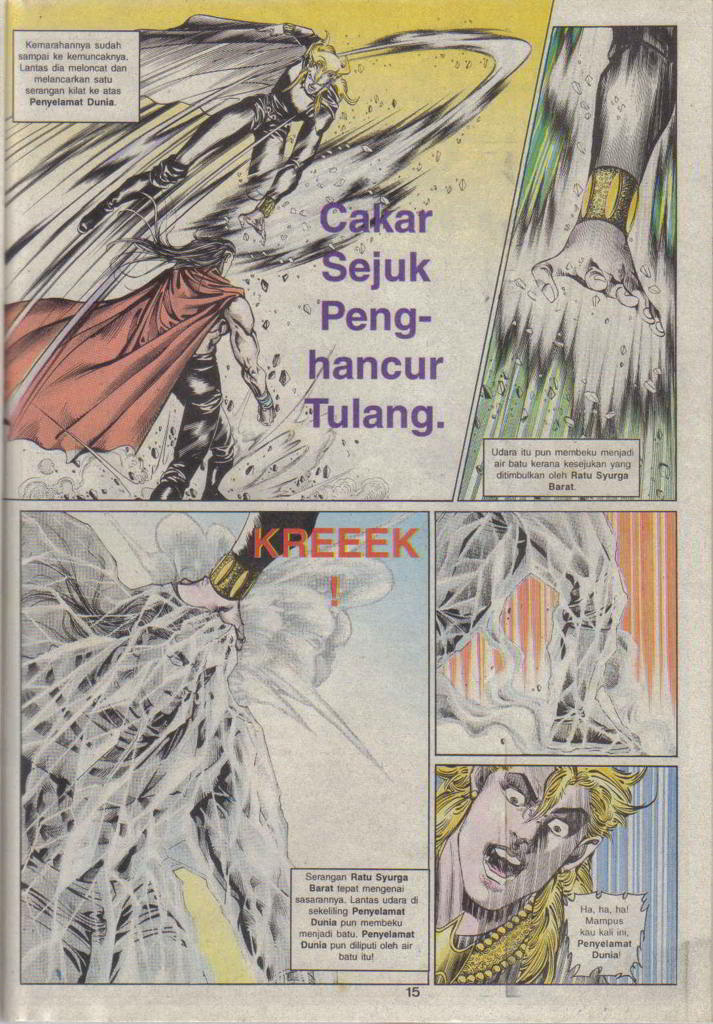 Kemarahannya sudah
sampai ke kemuncaknya.
Lantas dia meloncat dan
melancarkan satu
serangan kilat ke atas
Penyelamat Dunia.
Cakar
Sejuk
Peng-
hancur
Tulang.
Udara itu pun membeku menjadi
air batu kerana kesejukan yang
ditimbulkan oleh Ratu Syurga
Barat.
KREEEK
!
Serangan Ratu Syurga
Barat tepat mengenai
sasarannya. Lantas udara di
sekeliling Penyelamat
Dunia pun membeku
menjadi batu. Penyelamat
Dunia pun diliputi oleh air
batu itu!
Ha, ha, ha!
Mampus
kau kali ini,
Penyelamat
Dunia!
15